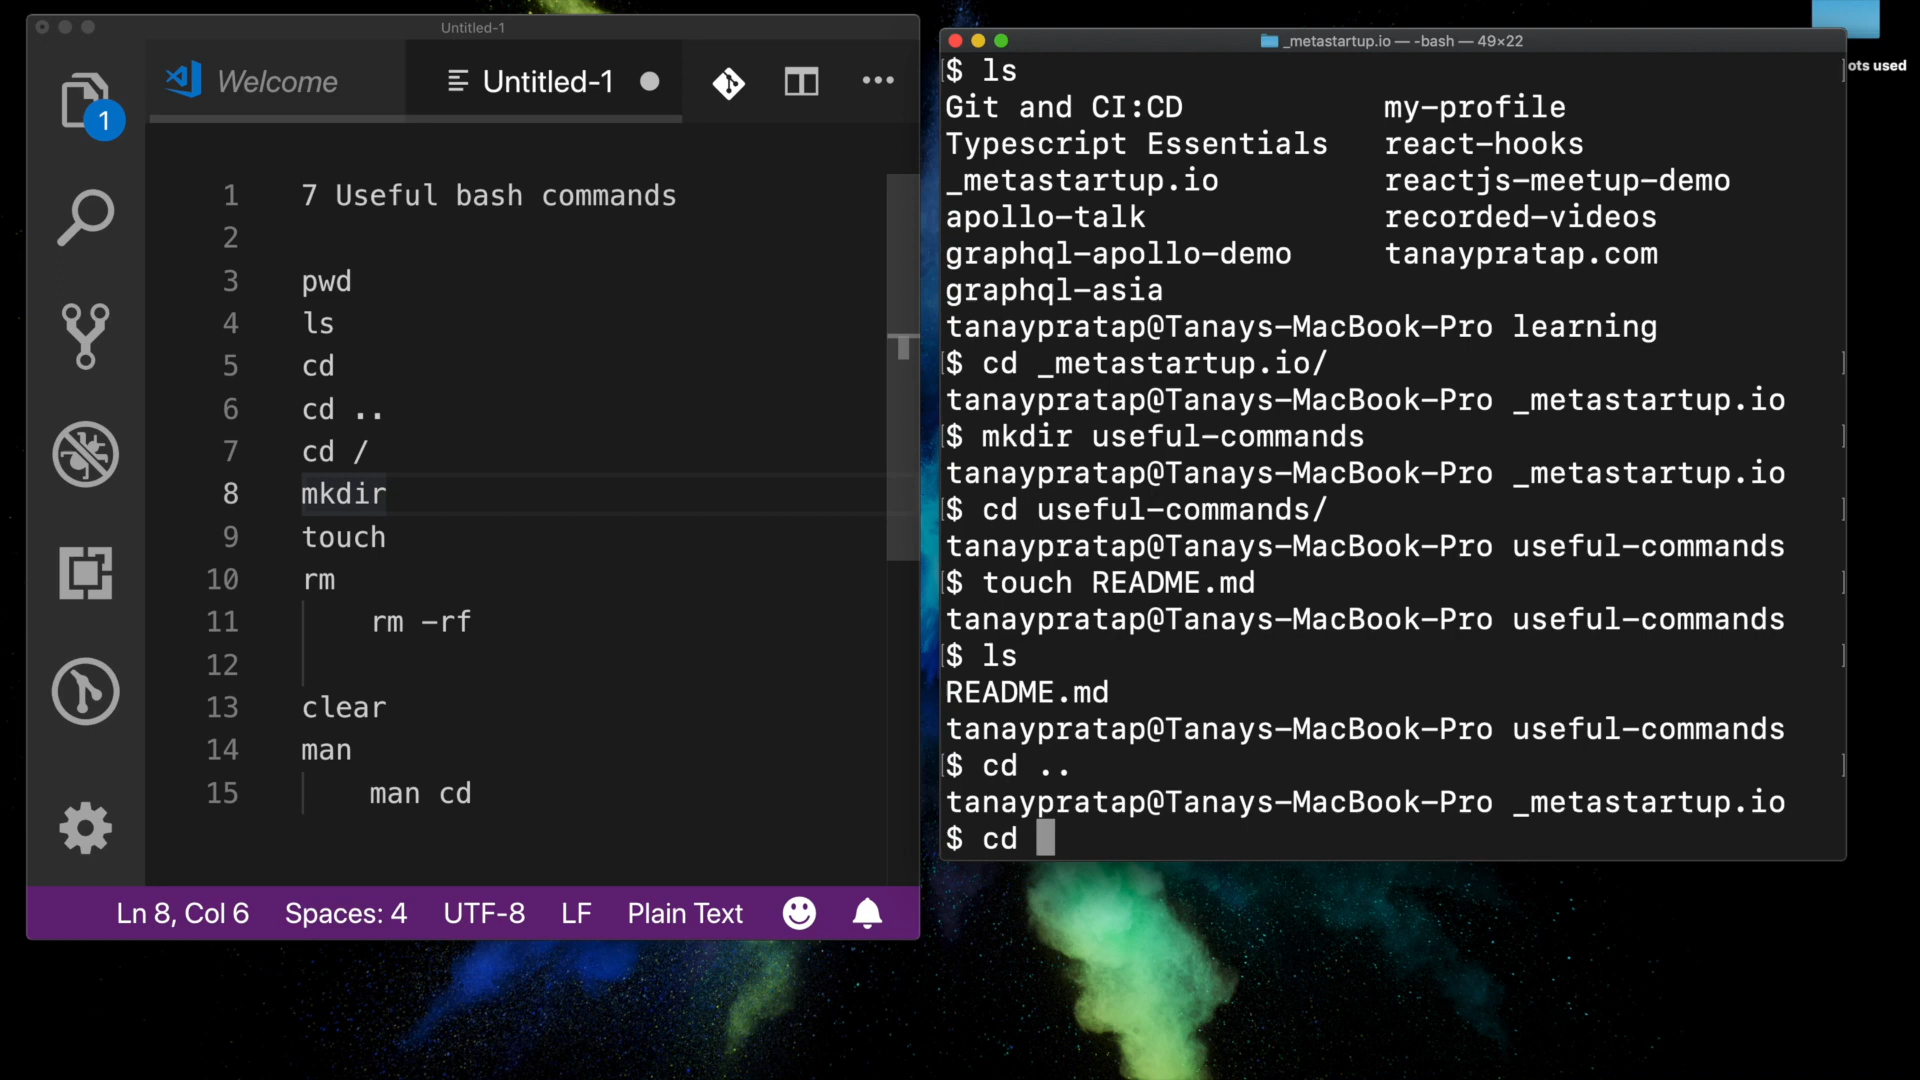 Untitled-1
Welcome
Untitled-1
1
1 7 Useful bash commands
2
3 pwd
4 ls
5 cd
6 cd ..
7 cd /
8 mkdir
9 touch
10 rm
11 rm -rf
12
13 clear
14 man
15 man cd
Ln 8, Col 6 Spaces: 4 UTF-8 LF Plain Text
_metastartup.io — -bash — 49×22
$ ls
Git and CI:CD my-profile
Typescript Essentials react-hooks
_metastartup.io reactjs-meetup-demo
apollo-talk recorded-videos
graphql-apollo-demo tanaypratap.com
graphql-asia
tanaypratap@Tanays-MacBook-Pro learning
$ cd _metastartup.io/
tanaypratap@Tanays-MacBook-Pro _metastartup.io
$ mkdir useful-commands
tanaypratap@Tanays-MacBook-Pro _metastartup.io
$ cd useful-commands/
tanaypratap@Tanays-MacBook-Pro useful-commands
$ touch README.md
tanaypratap@Tanays-MacBook-Pro useful-commands
$ ls
README.md
tanaypratap@Tanays-MacBook-Pro useful-commands
$ cd ..
tanaypratap@Tanays-MacBook-Pro _metastartup.io
$ cd
ots used